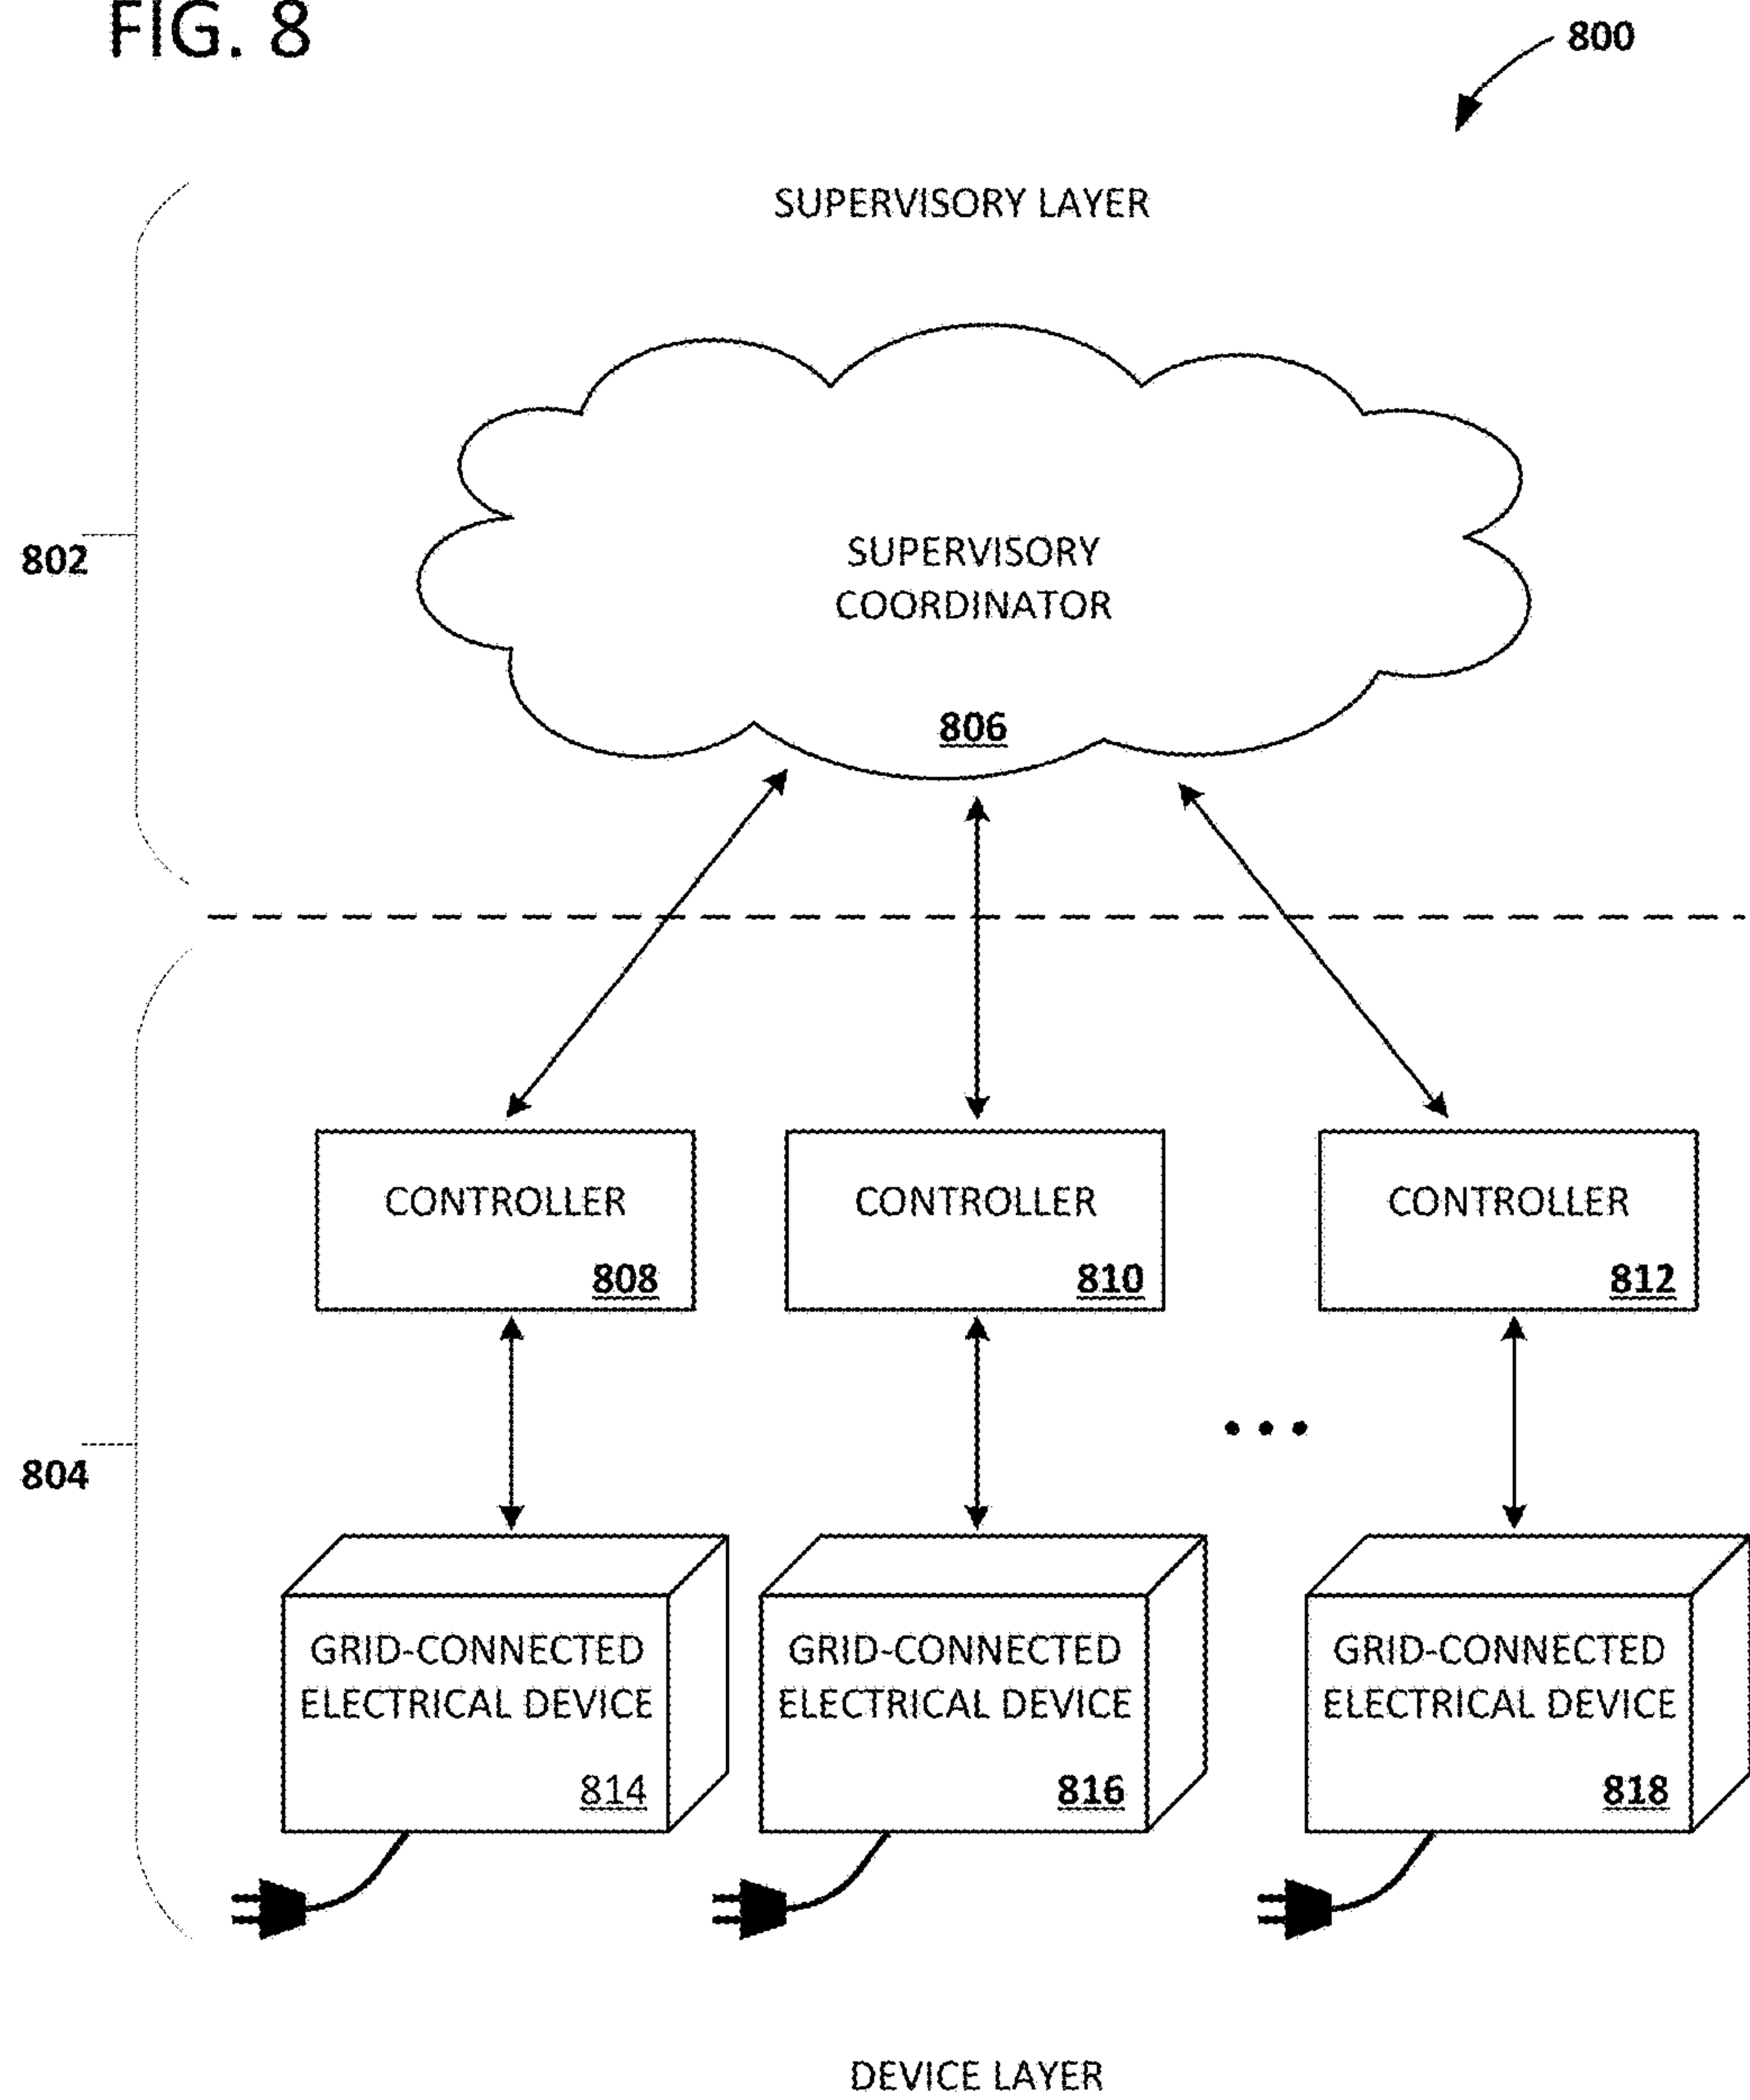 FIG. 8
800
SUPERVISORY LAYER
802
SUPERVISORY
COORDINATOR
806
CONTROLLER
808
CONTROLLER
810
CONTROLLER
812
804
GRID-CONNECTED
ELECTRICAL DEVICE
814
GRID-CONNECTED
ELECTRICAL DEVICE
816
GRID-CONNECTED
ELECTRICAL DEVICE
818
DEVICE LAYER